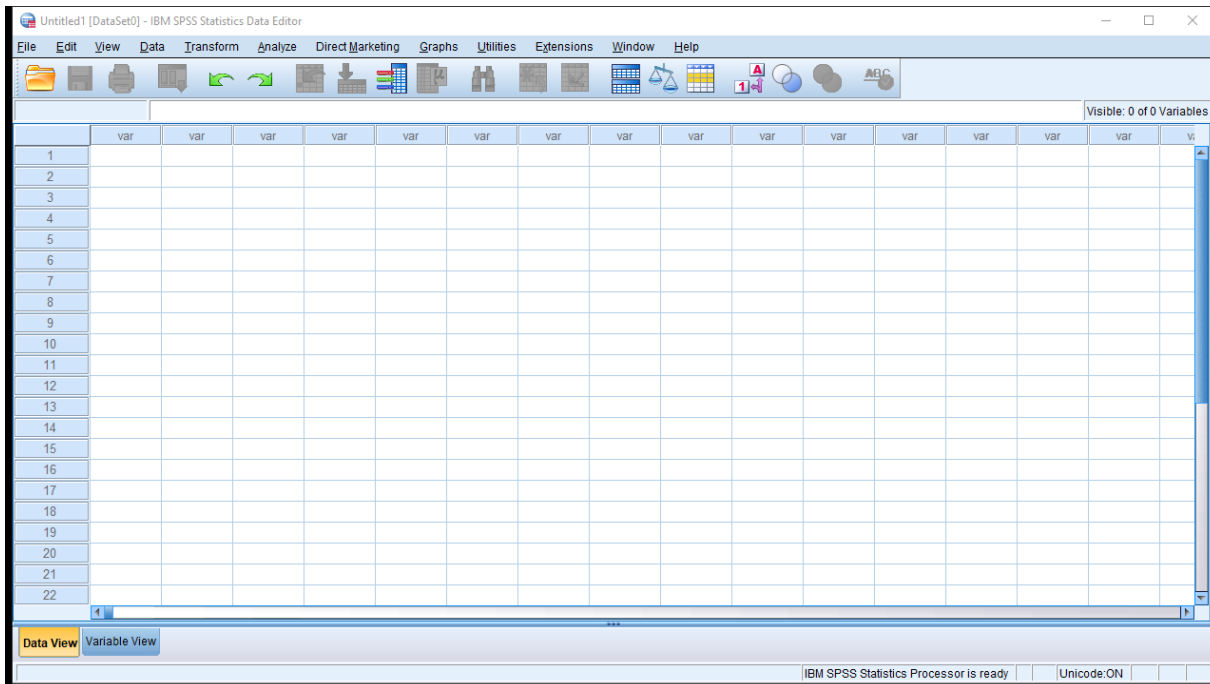 Untitled1 [DataSet0] - IBM SPSS Statistics Data Editor
File Edit View Data Transform Analyze Direct Marketing Graphs Utilities Extensions Window Help
A
1
ABC
Visible: 0 of 0 Variables
var var var var var var var var var var var var var var var va
1
2
3
4
5
6
7
8
9
10
11
12
13
14
15
16
17
18
19
20
21
22
Data View Variable View
IBM SPSS Statistics Processor is ready Unicode:ON